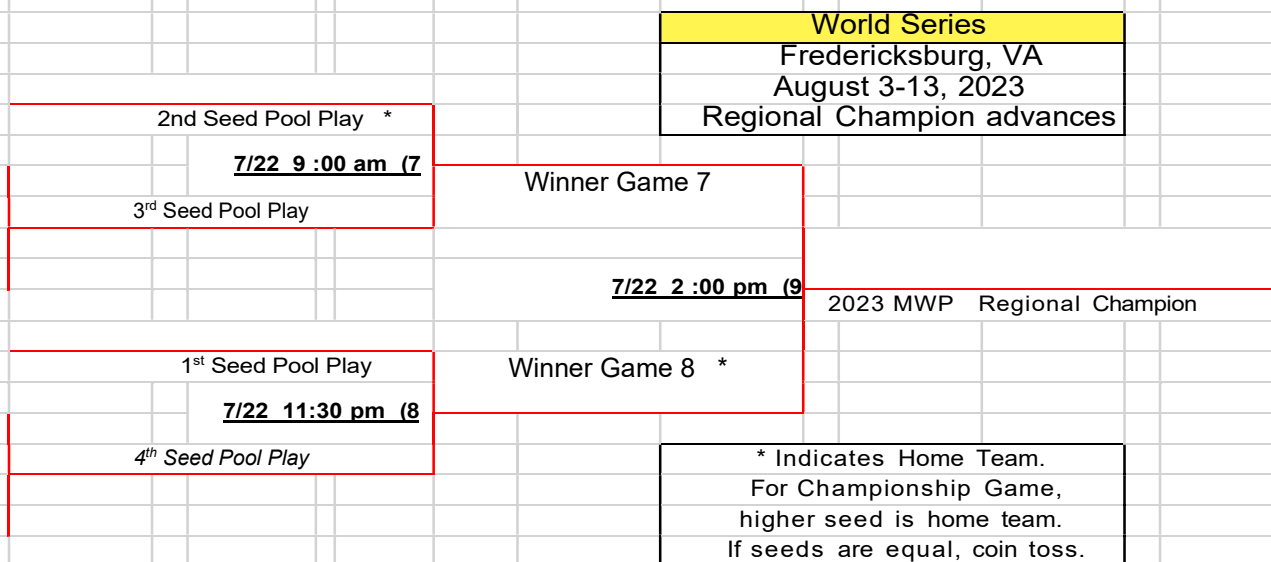 World Series
Fredericksburg, VA
August 3-13, 2023
Regional Champion advances
2nd Seed Pool Play *
7/22 9 :00 am (7
Winner Game 7
3rd Seed Pool Play
7/22 2 :00 pm (9
2023 MWP Regional Champion
1st Seed Pool Play
Winner Game 8 *
7/22 11:30 pm (8
4th Seed Pool Play
* Indicates Home Team.
For Championship Game,
higher seed is home team.
If seeds are equal, coin toss.